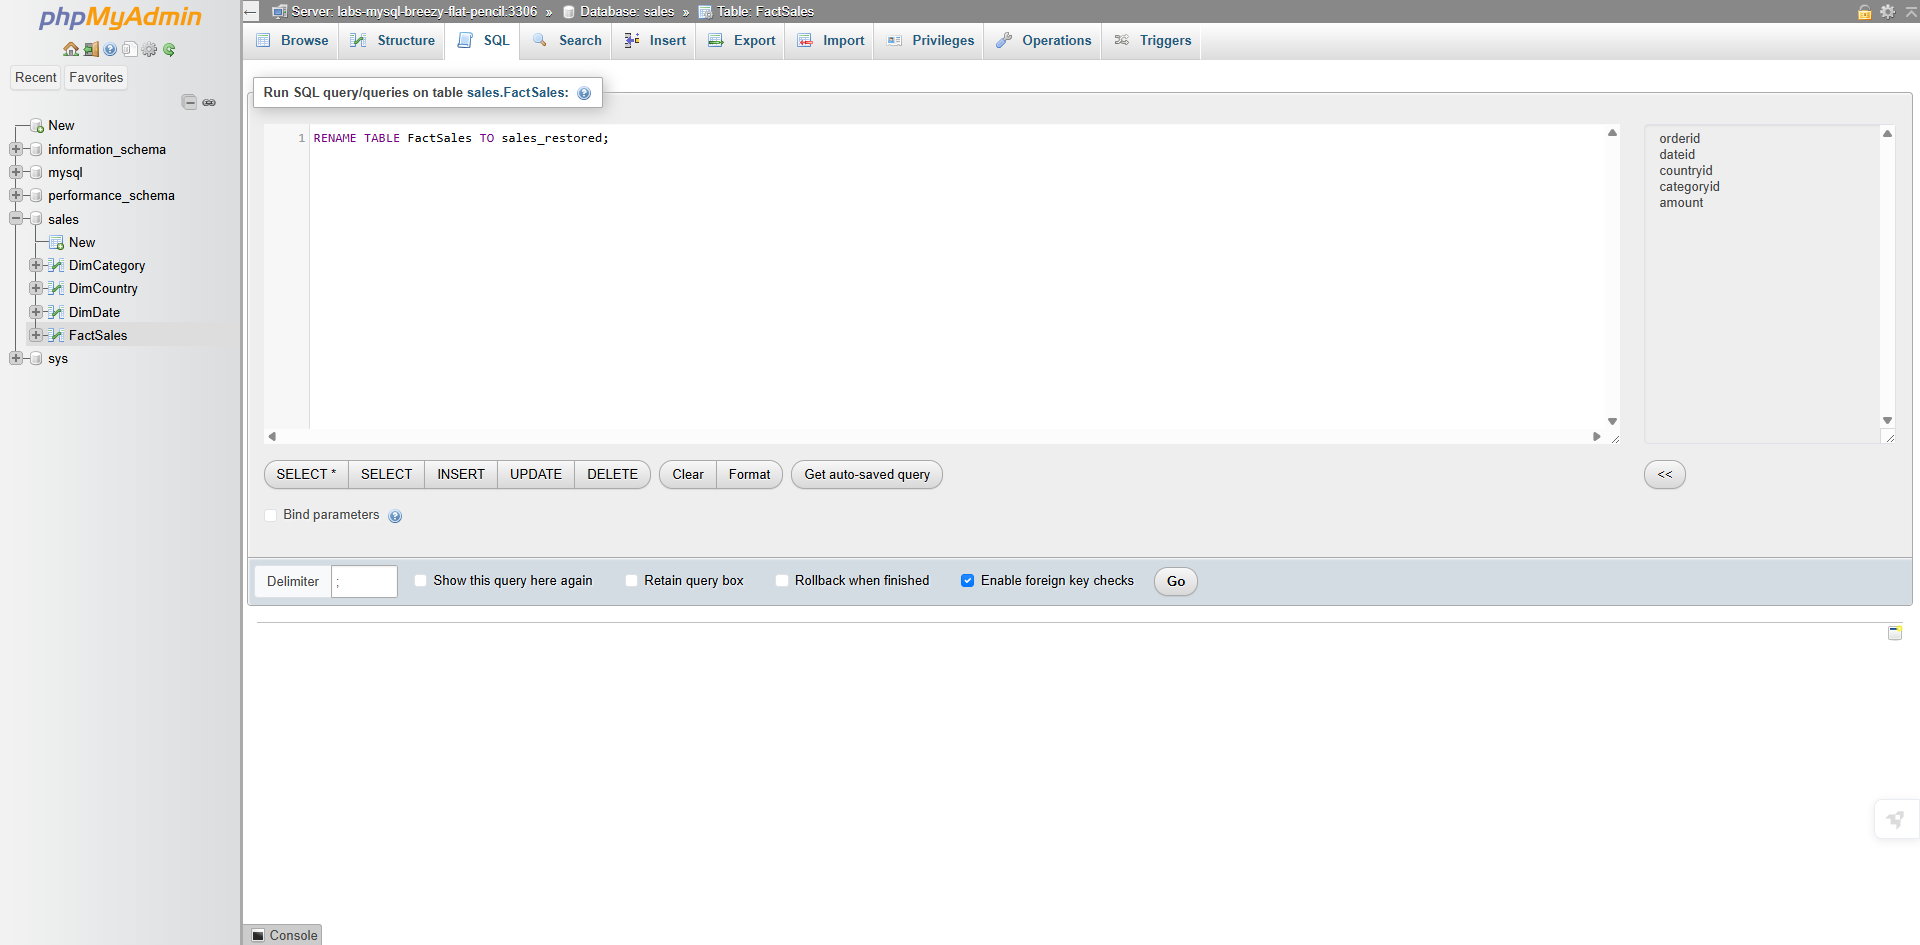 phpMyAdmin
Recent
Favorites
New
information_schema
mysql
performance_schema
sales
New
DimCategory
DimCountry
DimDate
FactSales
sys
Server: labs-mysql-breezy-flat-pencil:3306 » Database: sales » Table: FactSales
Browse
Structure
SQL
Search
Insert
Export
Import
Privileges
Operations
Triggers
Run SQL query/queries on table sales.FactSales:
1 RENAME TABLE FactSales TO sales_restored;
orderid
dateid
countryid
categoryid
amount
SELECT *
SELECT
INSERT
UPDATE
DELETE
Clear
Format
Get auto-saved query
<<
Bind parameters
Delimiter
;
Show this query here again
Retain query box
Rollback when finished
Enable foreign key checks
Go
Console